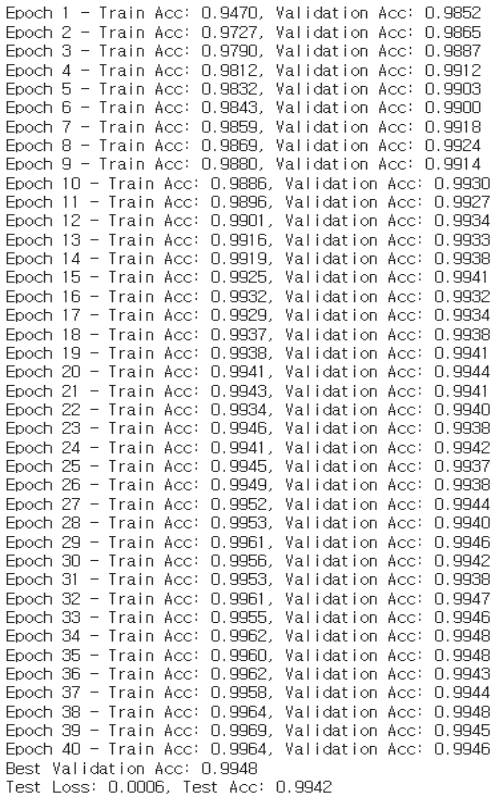 Epoch 1 - Train Acc: 0.9470, Validation Acc: 0.9852
Epoch 2 - Train Acc: 0.9727, Validation Acc: 0.9865
Epoch 3 - Train Acc: 0.9790, Validation Acc: 0.9887
Epoch 4 - Train Acc: 0.9812, Validation Acc: 0.9912
Epoch 5 - Train Acc: 0.9832, Validation Acc: 0.9903
Epoch 6 - Train Acc: 0.9843, Validation Acc: 0.9900
Epoch 7 - Train Acc: 0.9859, Validation Acc: 0.9918
Epoch 8 - Train Acc: 0.9869, Validation Acc: 0.9924
Epoch 9 - Train Acc: 0.9880, Validation Acc: 0.9914
Epoch 10 - Train Acc: 0.9886, Validation Acc: 0.9930
Epoch 11 - Train Acc: 0.9896, Validation Acc: 0.9927
Epoch 12 - Train Acc: 0.9901, Validation Acc: 0.9934
Epoch 13 - Train Acc: 0.9916, Validation Acc: 0.9933
Epoch 14 - Train Acc: 0.9919, Validation Acc: 0.9938
Epoch 15 - Train Acc: 0.9925, Validation Acc: 0.9941
Epoch 16 - Train Acc: 0.9932, Validation Acc: 0.9932
Epoch 17 - Train Acc: 0.9929, Validation Acc: 0.9934
Epoch 18 - Train Acc: 0.9937, Validation Acc: 0.9938
Epoch 19 - Train Acc: 0.9938, Validation Acc: 0.9941
Epoch 20 - Train Acc: 0.9941, Validation Acc: 0.9944
Epoch 21 - Train Acc: 0.9943, Validation Acc: 0.9941
Epoch 22 - Train Acc: 0.9934, Validation Acc: 0.9940
Epoch 23 - Train Acc: 0.9946, Validation Acc: 0.9938
Epoch 24 - Train Acc: 0.9941, Validation Acc: 0.9942
Epoch 25 - Train Acc: 0.9945, Validation Acc: 0.9937
Epoch 26 - Train Acc: 0.9949, Validation Acc: 0.9938
Epoch 27 - Train Acc: 0.9952, Validation Acc: 0.9944
Epoch 28 - Train Acc: 0.9953, Validation Acc: 0.9940
Epoch 29 - Train Acc: 0.9961, Validation Acc: 0.9946
Epoch 30 - Train Acc: 0.9956, Validation Acc: 0.9942
Epoch 31 - Train Acc: 0.9953, Validation Acc: 0.9938
Epoch 32 - Train Acc: 0.9961, Validation Acc: 0.9947
Epoch 33 - Train Acc: 0.9955, Validation Acc: 0.9946
Epoch 34 - Train Acc: 0.9962, Validation Acc: 0.9948
Epoch 35 - Train Acc: 0.9960, Validation Acc: 0.9948
Epoch 36 - Train Acc: 0.9962, Validation Acc: 0.9943
Epoch 37 - Train Acc: 0.9958, Validation Acc: 0.9944
Epoch 38 - Train Acc: 0.9964, Validation Acc: 0.9948
Epoch 39 - Train Acc: 0.9969, Validation Acc: 0.9945
Epoch 40 - Train Acc: 0.9964, Validation Acc: 0.9946
Best Validation Acc: 0.9948
Test Loss: 0.0006, Test Acc: 0.9942